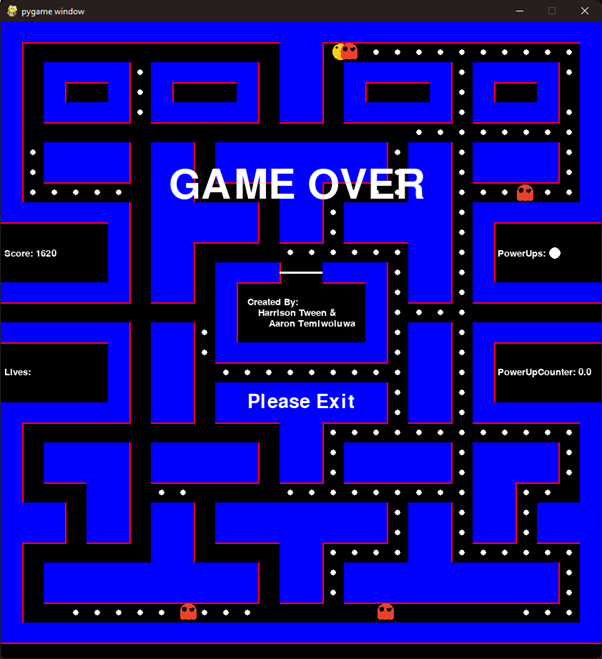 pygame window
GAME OVER
Score: 1620
PowerUps:
Created By:
Harrison Tween &
Aaron Temiwoluwa
Lives:
PowerUpCounter: 0.0
Please Exit